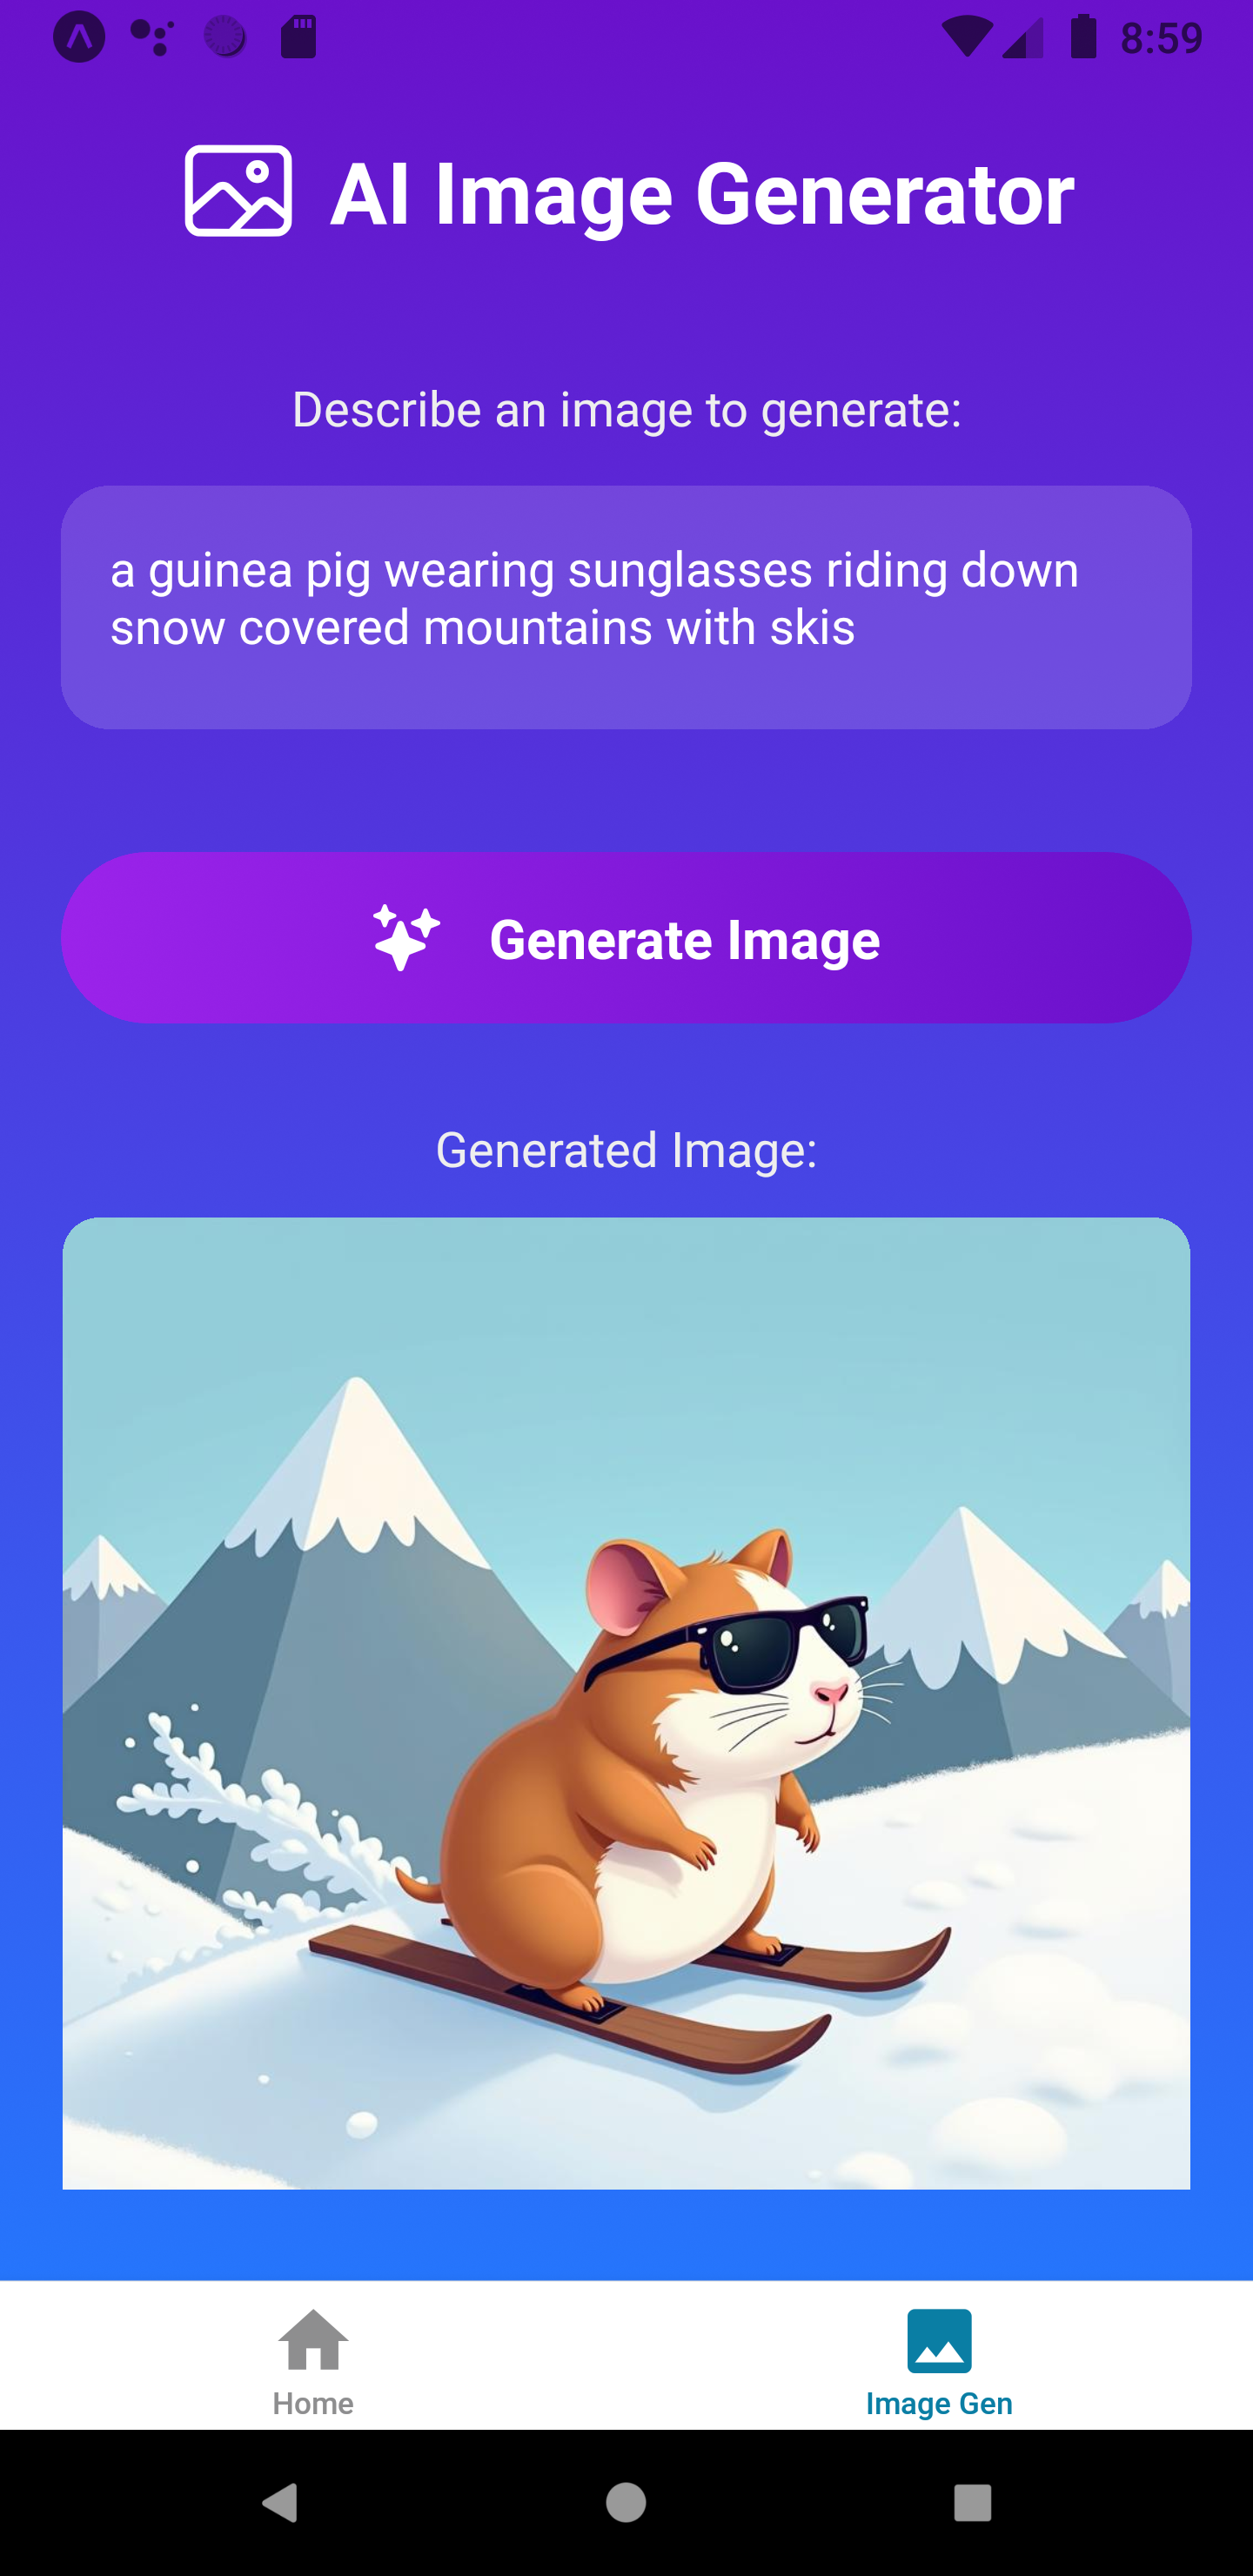 8:59
AI Image Generator
Describe an image to generate:
a guinea pig wearing sunglasses riding down
snow covered mountains with skis
Generate Image
Generated Image:
Home
Image Gen